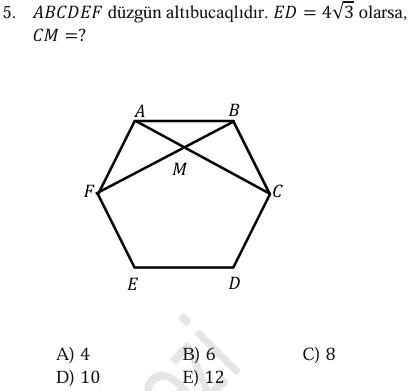 5. ABCDEF düzgün altıbucaqlıdır. ED = 4√3 olarsa,
CM =?
A B
M
F C
E D
A) 4 B) 6 C) 8
D) 10 E) 12